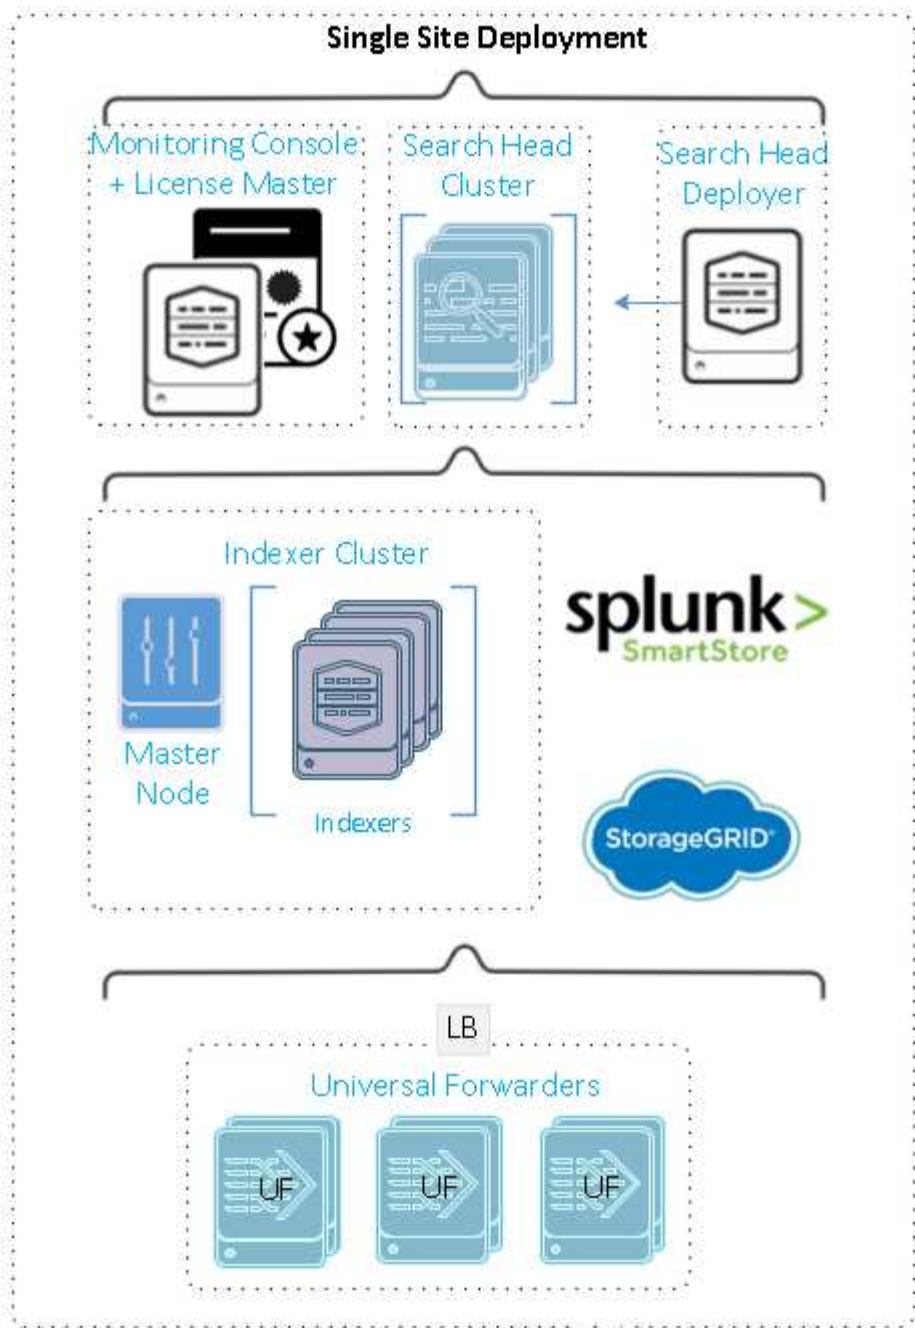 Single Site Deployment
Monitoring Console
+ License Master
Search Head
Cluster
Search Head
Deployer
Indexer Cluster
Master
Node
Indexers
splunk>
SmartStore
StorageGRID®
LB
Universal Forwarders
UF
UF
UF